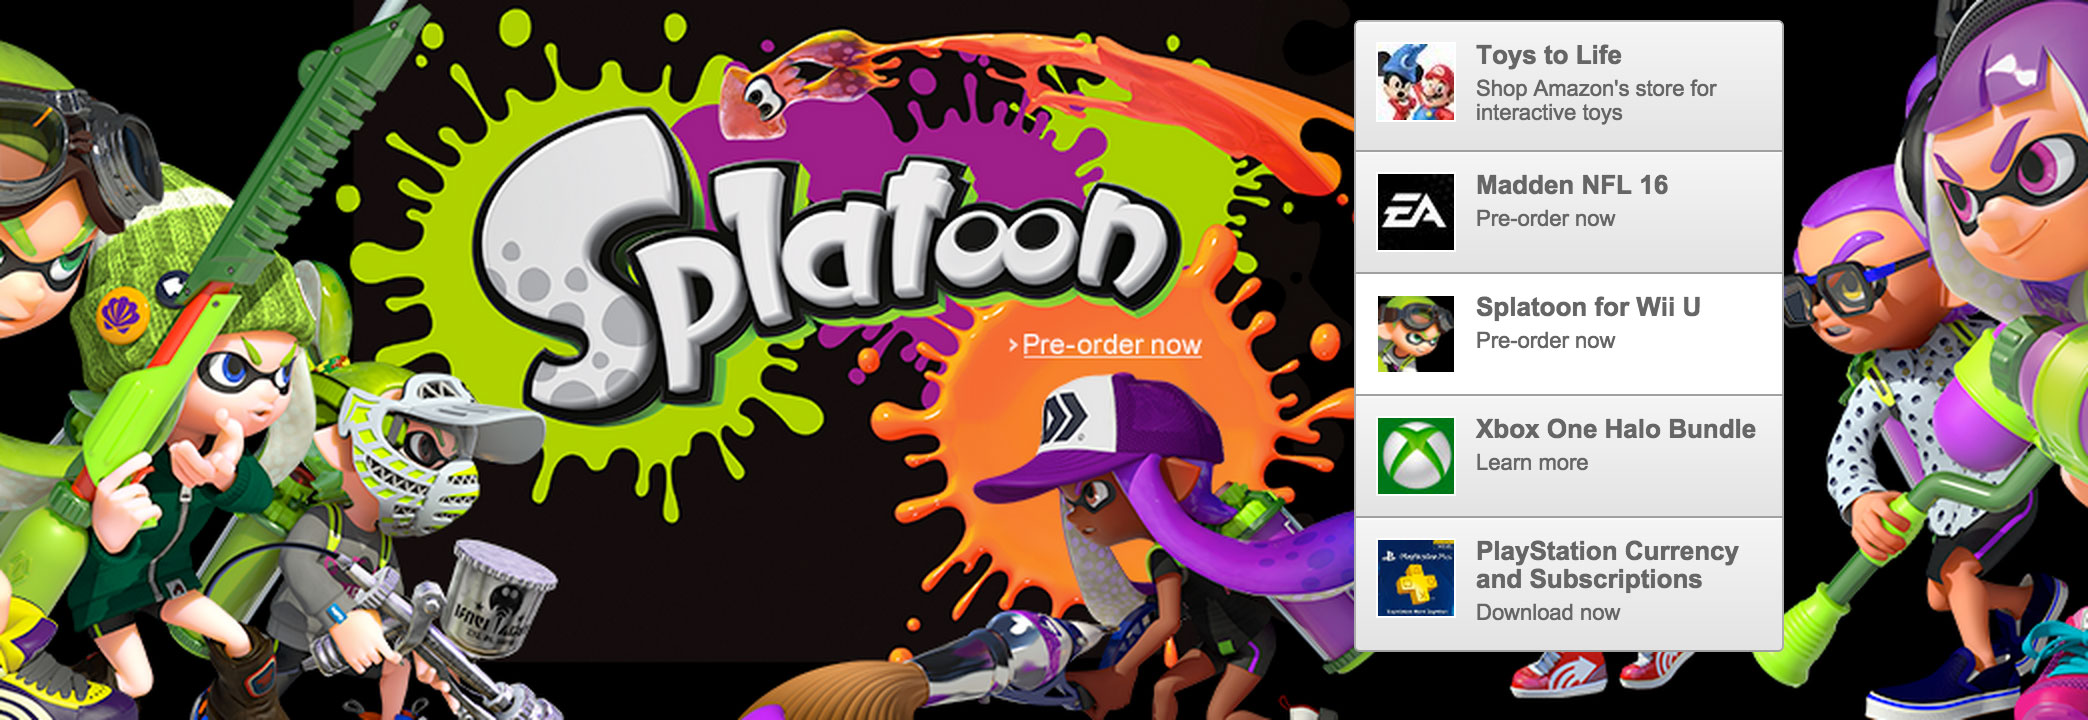 Splatoon
› Pre-order now
Toys to Life
Shop Amazon's store for
interactive toys
EA
Madden NFL 16
Pre-order now
Splatoon for Wii U
Pre-order now
Xbox One Halo Bundle
Learn more
PlayStation Plus
PlayStation Currency
and Subscriptions
Download now